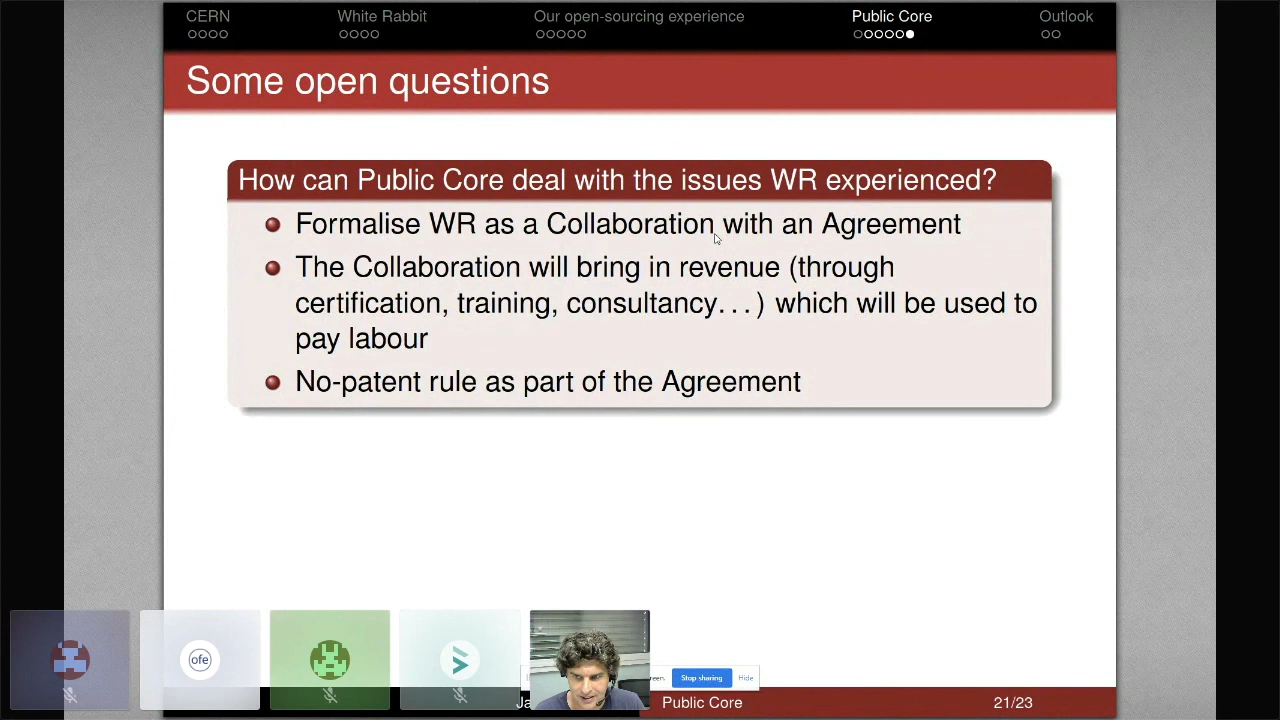 CERN White Rabbit Our open-sourcing experience Public Core Outlook
Some open questions
How can Public Core deal with the issues WR experienced?
Formalise WR as a Collaboration with an Agreement
The Collaboration will bring in revenue (through
certification, training, consultancy...) which will be used to
pay labour
No-patent rule as part of the Agreement
ofe
Stop sharing Hide
Public Core 21/23